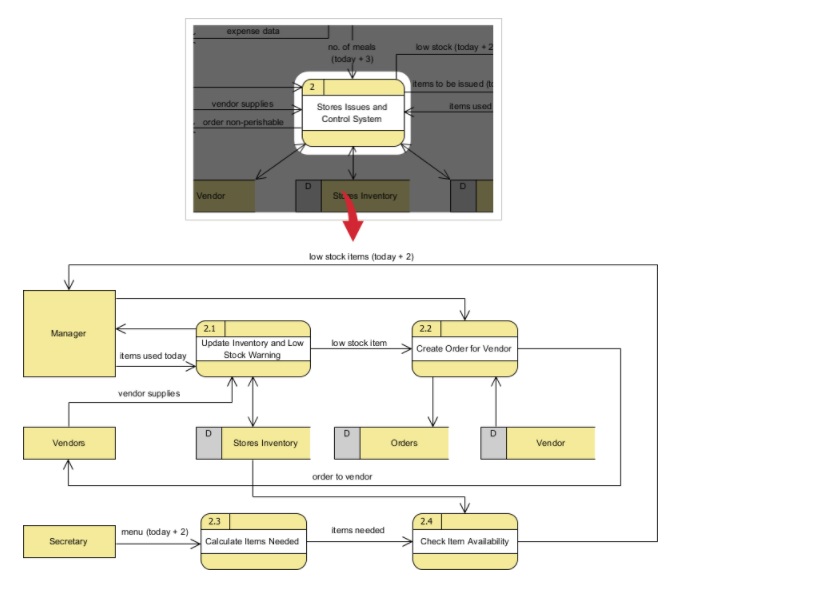 expense data
no. of meals
(today + 3)
low stock (today + 2
2
items to be issued (to
Stores Issues and
Control System
vendor supplies
items used
order non-perishable
Vendor
D
Stores Inventory
D
low stock items (today + 2)
Manager
2.1
Update Inventory and Low
Stock Warning
low stock item
2.2
Create Order for Vendor
items used today
vendor supplies
Vendors
D
Stores Inventory
D
Orders
D
Vendor
order to vendor
Secretary
menu (today + 2)
2.3
Calculate Items Needed
items needed
2.4
Check Item Availability